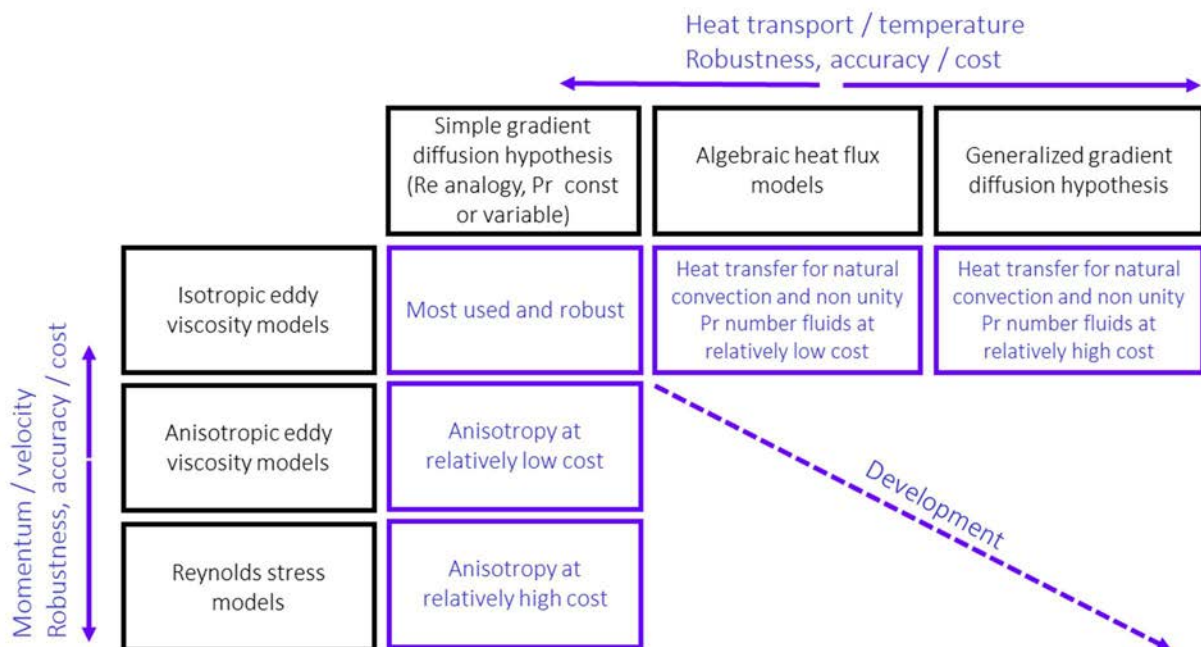 Heat transport / temperature
Robustness, accuracy / cost
Simple gradient
diffusion hypothesis
(Re analogy, Pr const
or variable)
Algebraic heat flux
models
Generalized gradient
diffusion hypothesis
Isotropic eddy
viscosity models
Most used and robust
Heat transfer for natural
convection and non unity
Pr number fluids at
relatively low cost
Heat transfer for natural
convection and non unity
Pr number fluids at
relatively high cost
Momentum / velocity
Robustness, accuracy / cost
Anisotropic eddy
viscosity models
Anisotropy at
relatively low cost
Development
Reynolds stress
models
Anisotropy at
relatively high cost